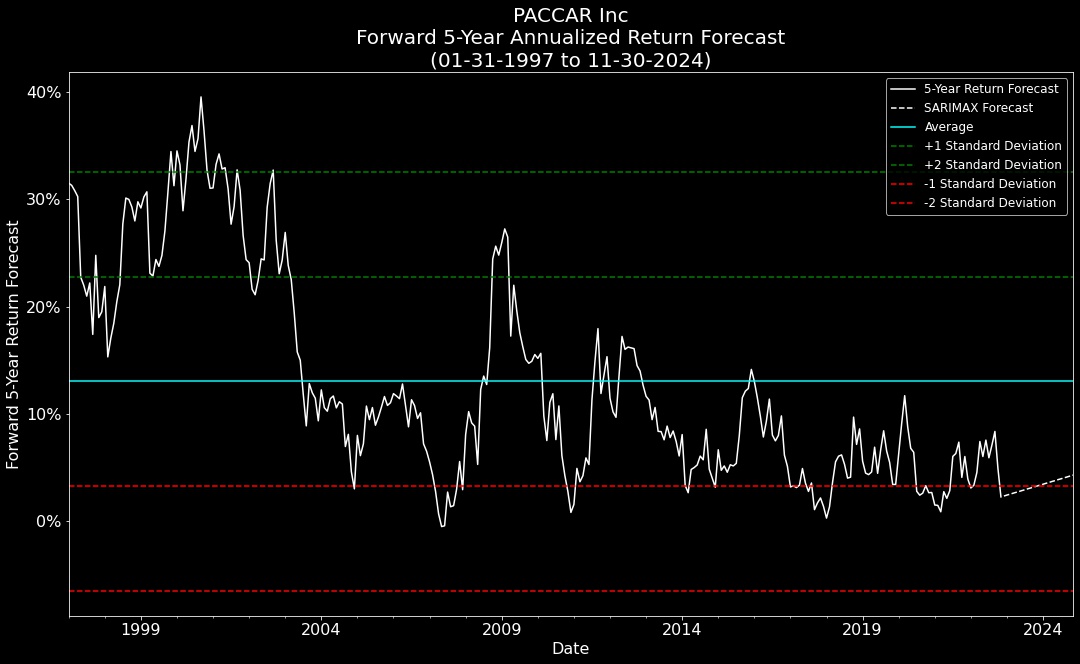 PACCAR Inc
Forward 5-Year Annualized Return Forecast
(01-31-1997 to 11-30-2024)
5-Year Return Forecast
SARIMAX Forecast
Average
+1 Standard Deviation
+2 Standard Deviation
-1 Standard Deviation
-2 Standard Deviation
Forward 5-Year Return Forecast
40%
30%
20%
10%
0%
1999 2004 2009 2014 2019 2024
Date